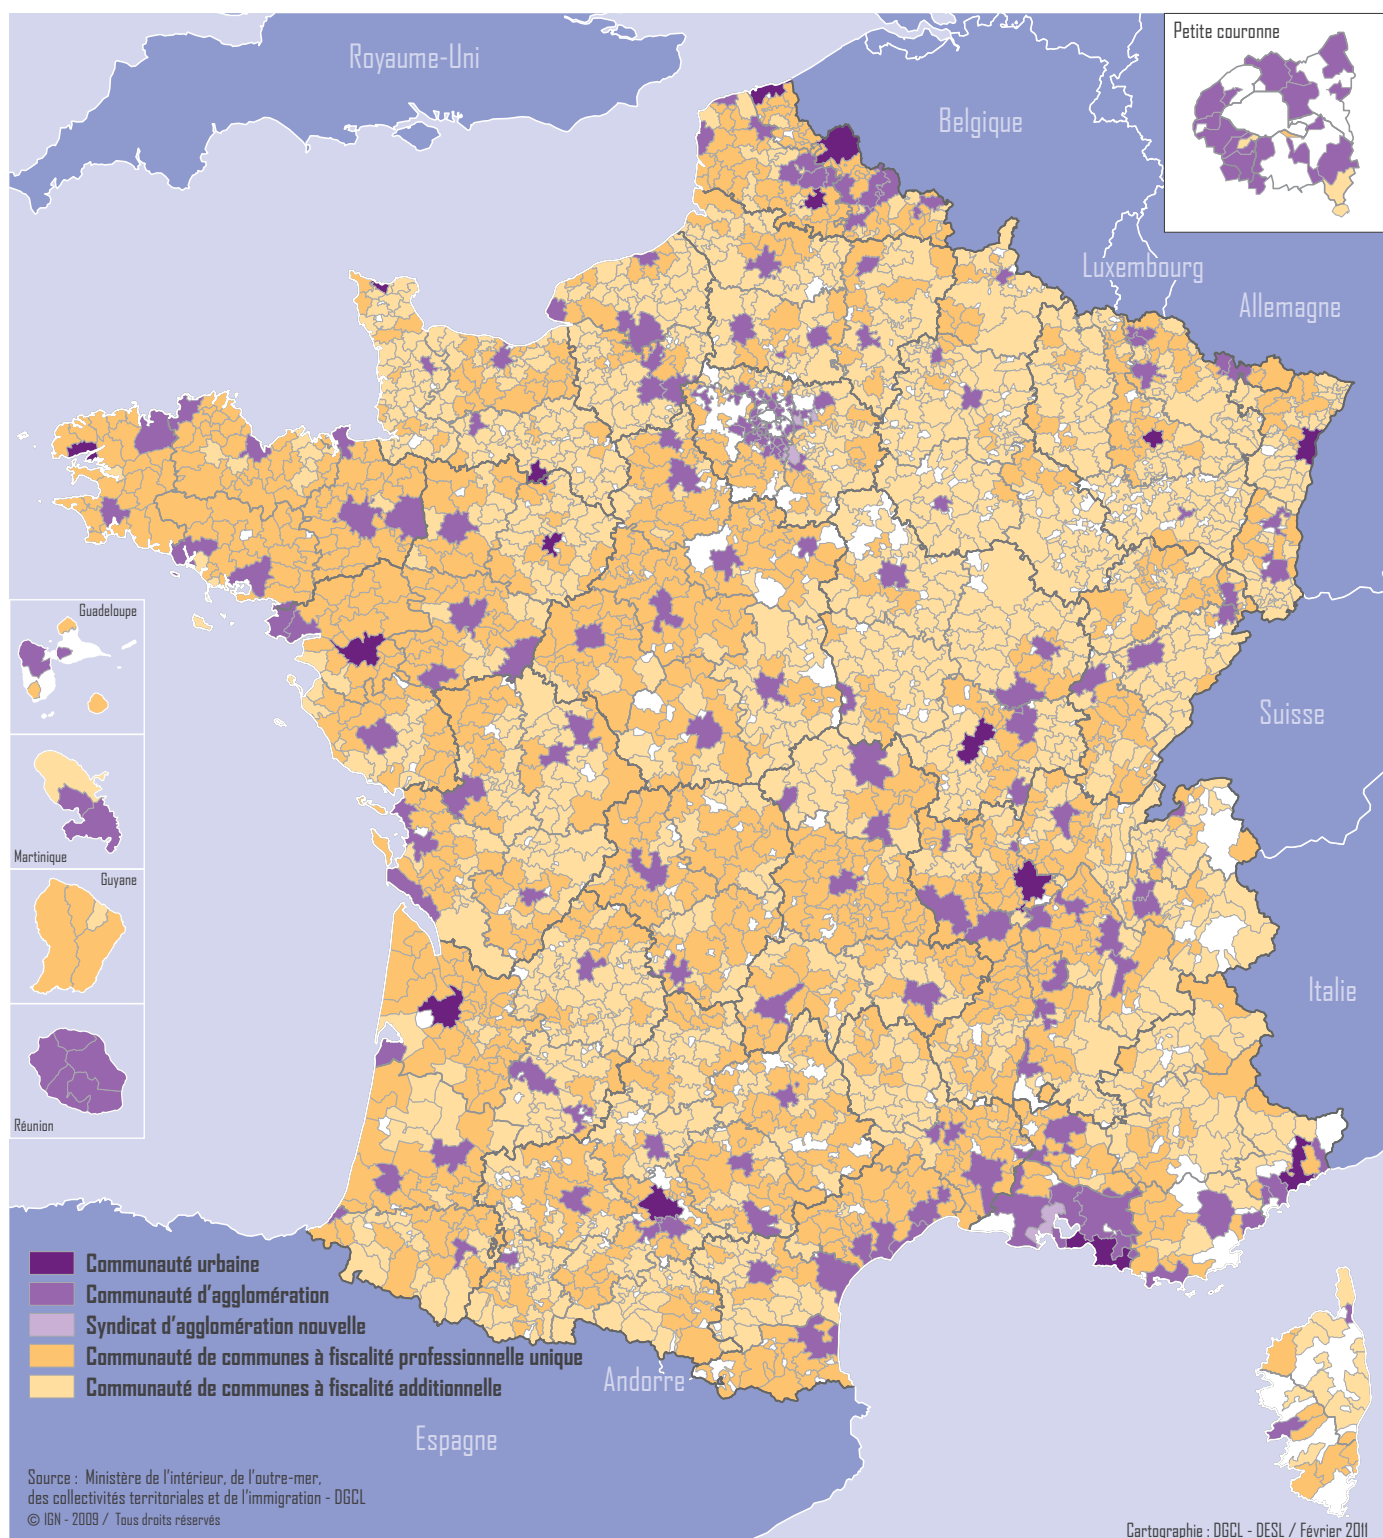 Petite couronne
Royaume-Uni
Belgique
Luxembourg
Allemagne
Guadeloupe
Suisse
Martinique
Guyane
Italie
Réunion
Communauté urbaine
Communauté d'agglomération
Syndicat d'agglomération nouvelle
Communauté de communes à fiscalité professionnelle unique
Communauté de communes à fiscalité additionnelle
Andorre
Espagne
Source : Ministère de l'intérieur, de l'outre-mer,
des collectivités territoriales et de l'immigration - DGCL
© IGN - 2009 / Tous droits réservés
Cartographie : DGCL - DESL / Février 2011